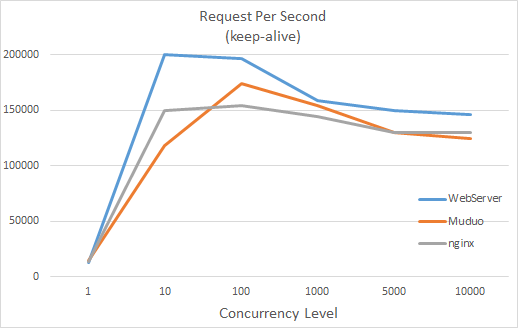 Request Per Second
(keep-alive)
200000
150000
100000
50000
0
1 10 100 1000 5000 10000
Concurrency Level
WebServer
Muduo
nginx